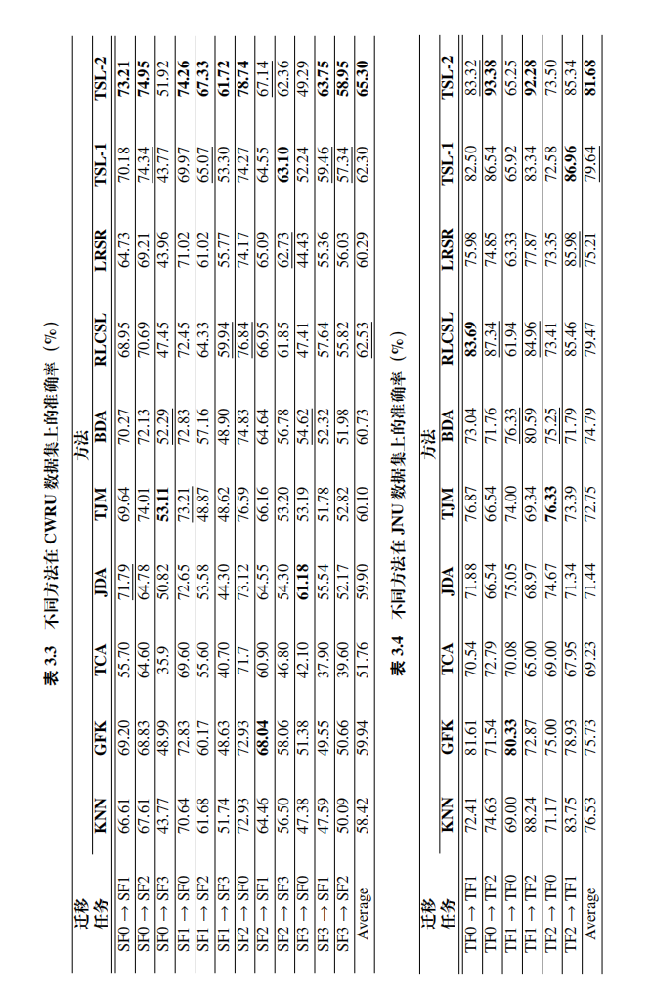 表 3.3 不同方法在 CWRU 数据集上的准确率（%）
迁移 方法
任务 KNN GFK TCA JDA TJM BDA RLCSL LRSR TSL-1 TSL-2
SF0 → SF1 66.61 69.20 55.70 71.79 69.64 70.27 68.95 64.73 70.18 73.21
SF0 → SF2 67.61 68.83 64.60 64.78 74.01 72.13 70.69 69.21 74.34 74.95
SF0 → SF3 43.77 48.99 35.9 50.82 53.11 52.29 47.45 43.96 43.77 51.92
SF1 → SF0 70.64 72.83 69.60 72.65 73.21 72.83 72.45 71.02 69.97 74.26
SF1 → SF2 61.68 60.17 55.60 53.58 48.87 57.16 64.33 61.02 65.07 67.33
SF1 → SF3 51.74 48.63 40.70 44.30 48.62 48.90 59.94 55.77 53.30 61.72
SF2 → SF0 72.93 72.93 71.7 73.12 76.59 74.83 76.84 74.17 74.27 78.74
SF2 → SF1 64.46 68.04 60.90 64.55 66.16 64.64 66.95 65.09 64.55 67.14
SF2 → SF3 56.50 58.06 46.80 54.30 53.20 56.78 61.85 62.73 63.10 62.36
SF3 → SF0 47.38 51.38 42.10 61.18 53.19 54.62 47.41 44.43 52.24 49.29
SF3 → SF1 47.59 49.55 37.90 55.54 51.78 52.32 57.64 55.36 59.46 63.75
SF3 → SF2 50.09 50.66 39.60 52.17 52.82 51.98 55.82 56.03 57.34 58.95
Average 58.42 59.94 51.76 59.90 60.10 60.73 62.53 60.29 62.30 65.30
表 3.4 不同方法在 JNU 数据集上的准确率（%）
迁移 方法
任务 KNN GFK TCA JDA TJM BDA RLCSL LRSR TSL-1 TSL-2
TF0 → TF1 72.41 81.61 70.54 71.88 76.87 73.04 83.69 75.98 82.50 83.32
TF0 → TF2 74.63 71.54 72.79 66.54 66.54 71.76 87.34 74.85 86.54 93.38
TF1 → TF0 69.00 80.33 70.08 75.05 74.00 76.33 61.94 63.33 65.92 65.25
TF1 → TF2 88.24 72.87 65.00 68.97 69.34 80.59 84.96 77.87 83.34 92.28
TF2 → TF0 71.17 75.00 69.00 74.67 76.33 75.25 73.41 73.35 72.58 73.50
TF2 → TF1 83.75 78.93 67.95 71.34 73.39 71.79 85.46 85.98 86.96 85.34
Average 76.53 75.73 69.23 71.44 72.75 74.79 79.47 75.21 79.64 81.68